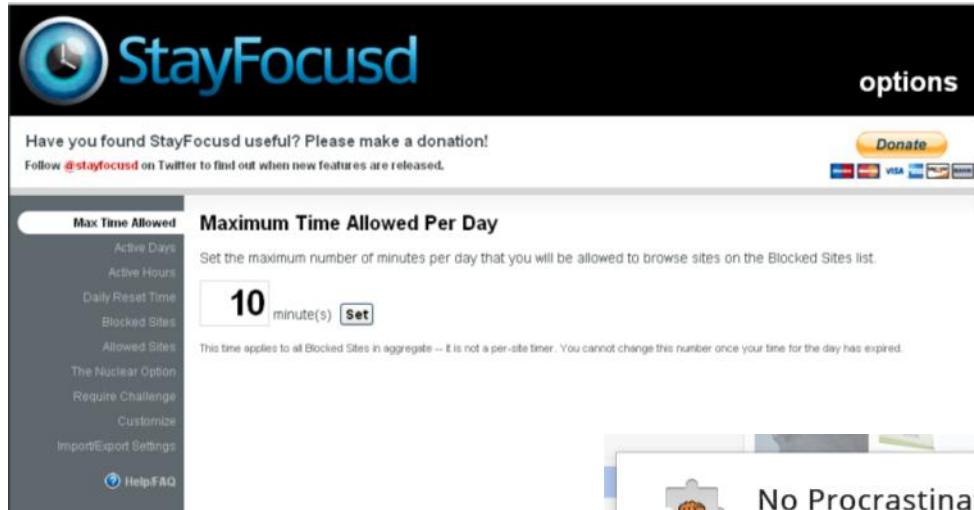 StayFocusd
options
Have you found StayFocusd useful? Please make a donation!
Donate
Follow @stayfocusd on Twitter to find out when new features are released.
VISA
Max Time Allowed
Active Days
Active Hours
Daily Reset Time
Blocked Sites
Allowed Sites
The Nuclear Option
Require Challenge
Customize
Import/Export Settings
Help/FAQ
Maximum Time Allowed Per Day
Set the maximum number of minutes per day that you will be allowed to browse sites on the Blocked Sites list.
10 minute(s) Set
This time applies to all Blocked Sites in aggregate -- it is not a per-site timer. You cannot change this number once your time for the day has expired.
No Procrastina